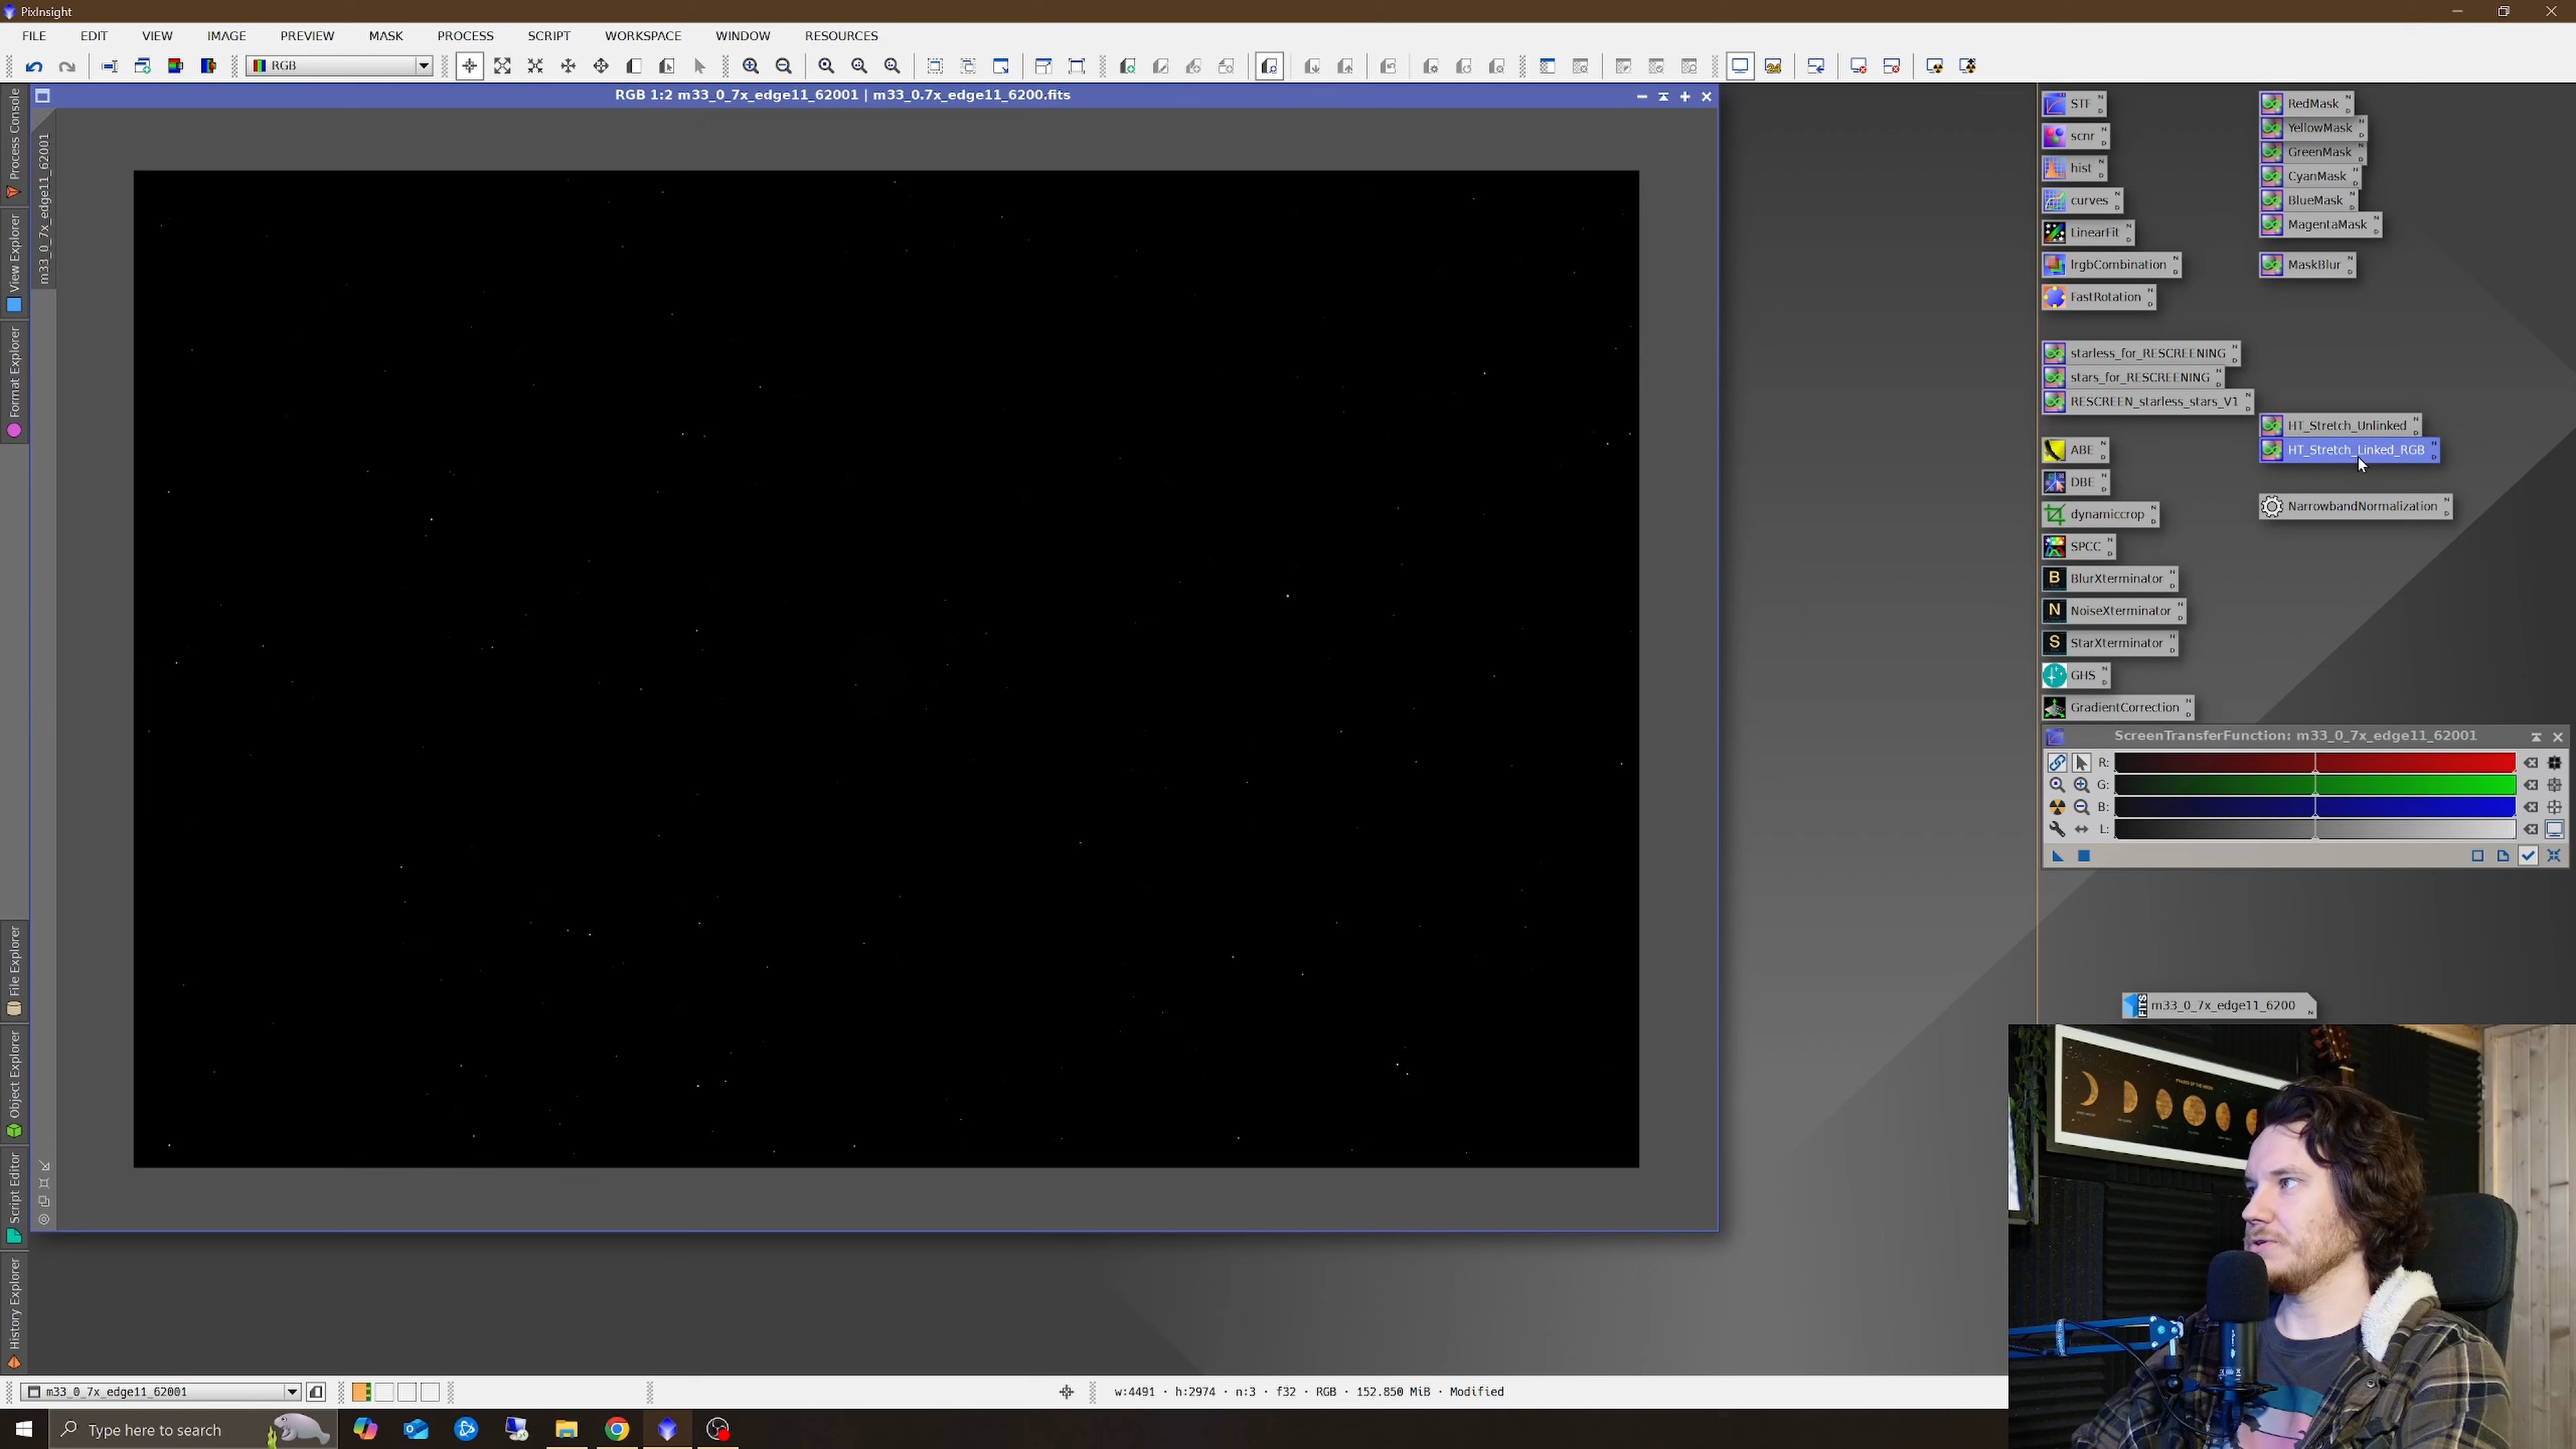 PixInsight
FILE EDIT VIEW IMAGE PREVIEW MASK PROCESS SCRIPT WORKSPACE WINDOW RESOURCES
RGB
RGB 1:2 m33_0_7x_edge11_62001 | m33_0.7x_edge11_6200.fits
Process Console
View Explorer
Format Explorer
File Explorer
Object Explorer
Script Editor
History Explorer
m33_0_7x_edge11_62001
STF
scnr
hist
curves
LinearFit
lrgbCombination
FastRotation
starless_for_RESCREENING
stars_for_RESCREENING
RESCREEN_starless_stars_V1
ABE
DBE
dynamiccrop
SPCC
BlurXterminator
NoiseXterminator
StarXterminator
GHS
GradientCorrection
RedMask
YellowMask
GreenMask
CyanMask
BlueMask
MagentaMask
MaskBlur
HT_Stretch_Unlinked
HT_Stretch_Linked_RGB
NarrowbandNormalization
ScreenTransferFunction: m33_0_7x_edge11_62001
R:
G:
B:
L:
FITS m33_0_7x_edge11_6200
m33_0_7x_edge11_62001
w:4491 · h:2974 · n:3 · f32 · RGB · 152.850 MiB · Modified
Type here to search